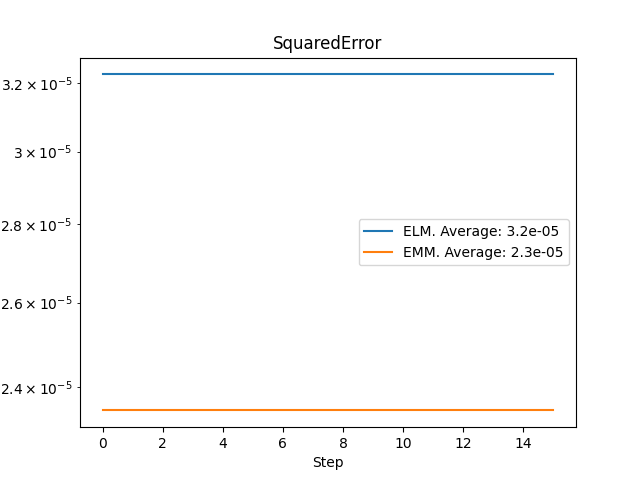 SquaredError
3.2 × 10⁻⁵
3 × 10⁻⁵
2.8 × 10⁻⁵
2.6 × 10⁻⁵
2.4 × 10⁻⁵
ELM. Average: 3.2e-05
EMM. Average: 2.3e-05
0 2 4 6 8 10 12 14
Step